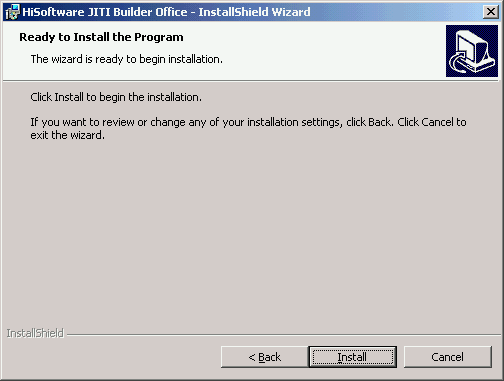 HiSoftware JITI Builder Office - InstallShield Wizard
Ready to Install the Program
The wizard is ready to begin installation.
Click Install to begin the installation.
If you want to review or change any of your installation settings, click Back. Click Cancel to
exit the wizard.
InstallShield
< Back Install Cancel